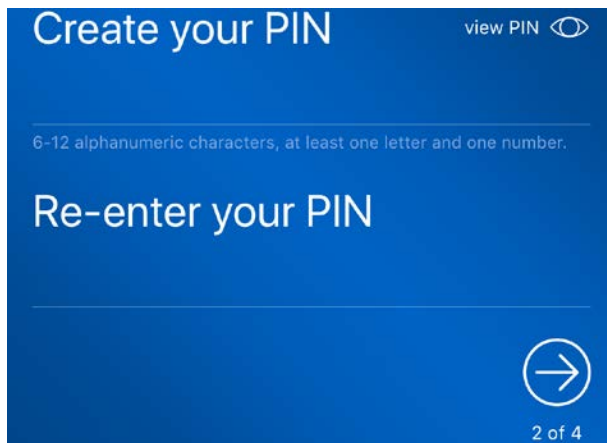 Create your PIN
view PIN
6-12 alphanumeric characters, at least one letter and one number.
Re-enter your PIN
2 of 4